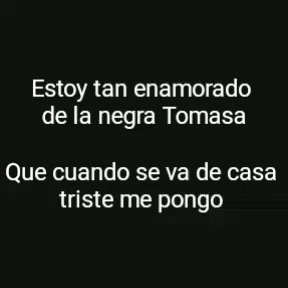 Estoy tan enamorado
de la negra Tomasa
Que cuando se va de casa
triste me pongo